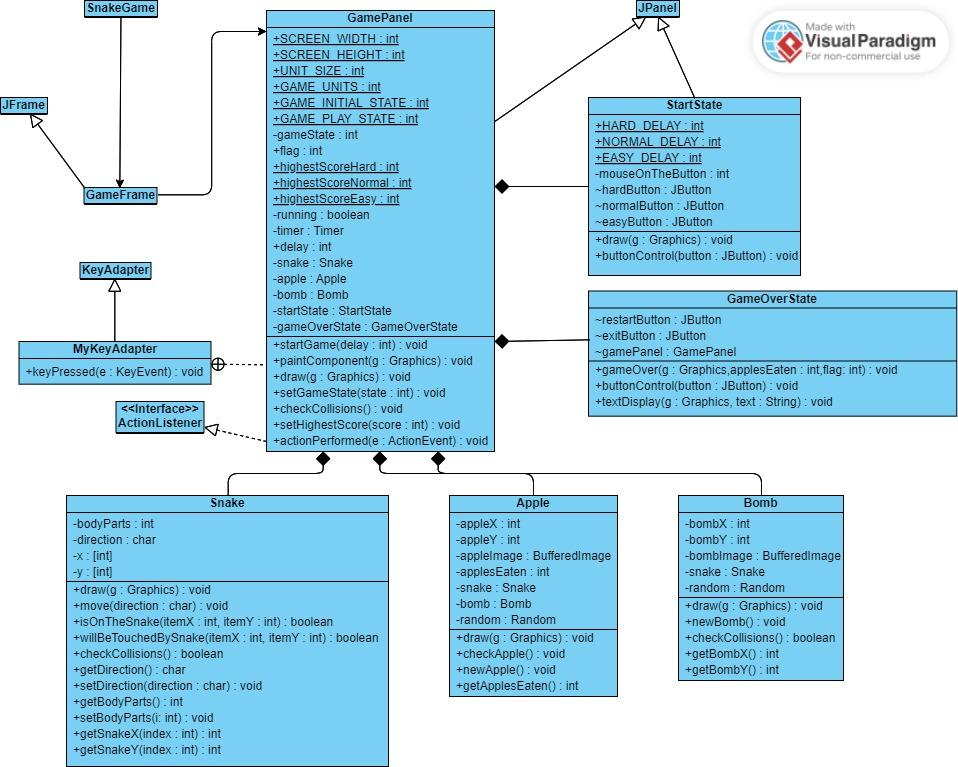 SnakeGame
JFrame
GameFrame
KeyAdapter
MyKeyAdapter
+keyPressed(e : KeyEvent) : void
<<Interface>>
ActionListener
GamePanel
+SCREEN_WIDTH : int
+SCREEN_HEIGHT : int
+UNIT_SIZE : int
+GAME_UNITS : int
+GAME_INITIAL_STATE : int
+GAME_PLAY_STATE : int
-gameState : int
+flag : int
+highestScoreHard : int
+highestScoreNormal : int
+highestScoreEasy : int
-running : boolean
-timer : Timer
+delay : int
-snake : Snake
-apple : Apple
-bomb : Bomb
-startState : StartState
-gameOverState : GameOverState
+startGame(delay : int) : void
+paintComponent(g : Graphics) : void
+draw(g : Graphics) : void
+setGameState(state : int) : void
+checkCollisions() : void
+setHighestScore(score : int) : void
+actionPerformed(e : ActionEvent) : void
JPanel
Made with
Visual Paradigm
For non-commercial use
StartState
+HARD_DELAY : int
+NORMAL_DELAY : int
+EASY_DELAY : int
-mouseOnTheButton : int
~hardButton : JButton
~normalButton : JButton
~easyButton : JButton
+draw(g : Graphics) : void
+buttonControl(button : JButton) : void
GameOverState
~restartButton : JButton
~exitButton : JButton
~gamePanel : GamePanel
+gameOver(g : Graphics,applesEaten : int,flag: int) : void
+buttonControl(button : JButton) : void
+textDisplay(g : Graphics, text : String) : void
Snake
-bodyParts : int
-direction : char
-x : [int]
-y : [int]
+draw(g : Graphics) : void
+move(direction : char) : void
+isOnTheSnake(itemX : int, itemY : int) : boolean
+willBeTouchedBySnake(itemX : int, itemY : int) : boolean
+checkCollisions() : boolean
+getDirection() : char
+setDirection(direction : char) : void
+getBodyParts() : int
+setBodyParts(i: int) : void
+getSnakeX(index : int) : int
+getSnakeY(index : int) : int
Apple
-appleX : int
-appleY : int
-appleImage : BufferedImage
-applesEaten : int
-snake : Snake
-bomb : Bomb
-random : Random
+draw(g : Graphics) : void
+checkApple() : void
+newApple() : void
+getApplesEaten() : int
Bomb
-bombX : int
-bombY : int
-bombImage : BufferedImage
-snake : Snake
-random : Random
+draw(g : Graphics) : void
+newBomb() : void
+checkCollisions() : boolean
+getBombX() : int
+getBombY() : int